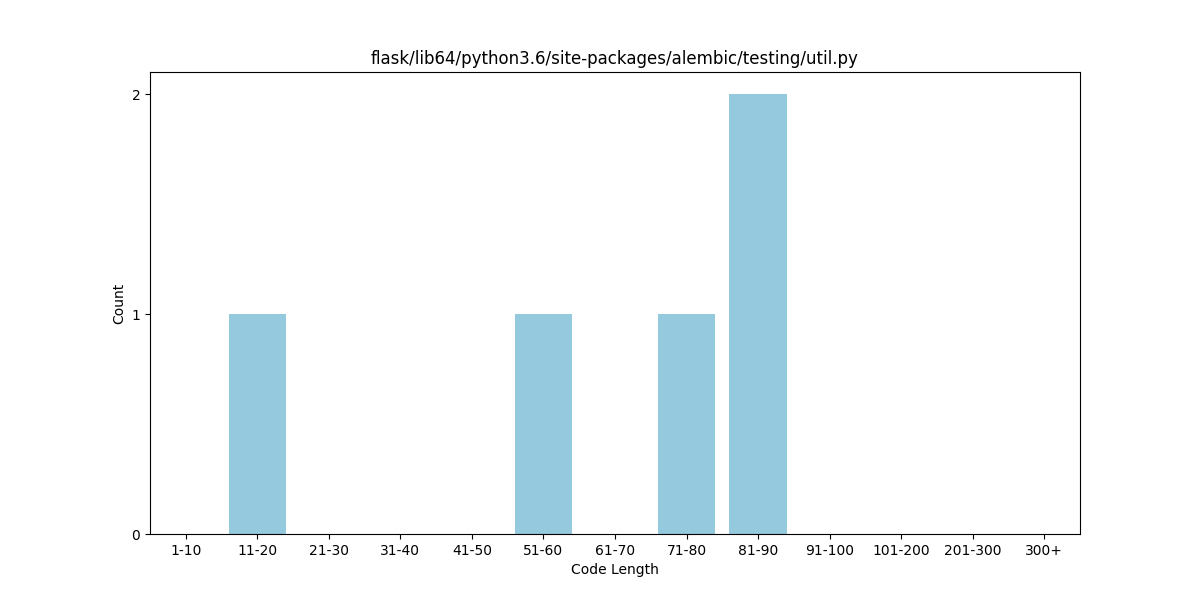 flask/lib64/python3.6/site-packages/alembic/testing/util.py
Count
2
1
0
1-10 11-20 21-30 31-40 41-50 51-60 61-70 71-80 81-90 91-100 101-200 201-300 300+
Code Length